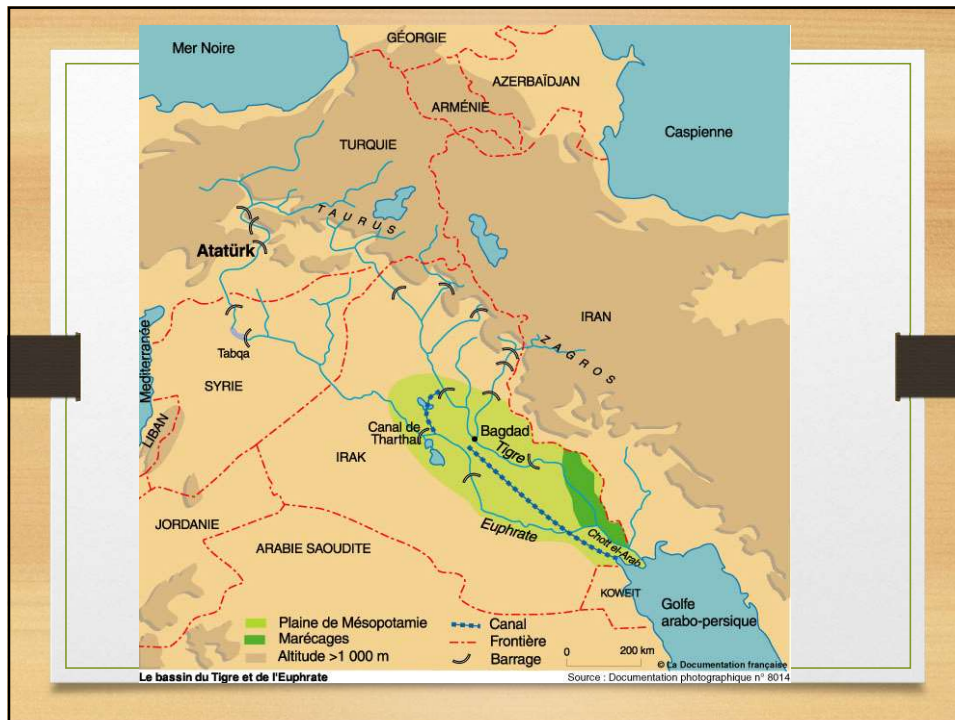 GÉORGIE
Mer Noire
AZERBAÏDJAN
ARMÉNIE
Caspienne
TURQUIE
TAURUS
Atatürk
IRAN
ZAGROS
Mediterranée
Tabqa
SYRIE
LIBAN
Canal de
Tharthal
Bagdad
Tigre
IRAK
Euphrate
Chott el-Arab
JORDANIE
ARABIE SAOUDITE
KOWEIT
Golfe
arabo-persique
Plaine de Mésopotamie
Marécages
Altitude >1 000 m
Canal
Frontière
Barrage
0 200 km
© La Documentation française
Le bassin du Tigre et de l'Euphrate
Source : Documentation photographique n° 8014